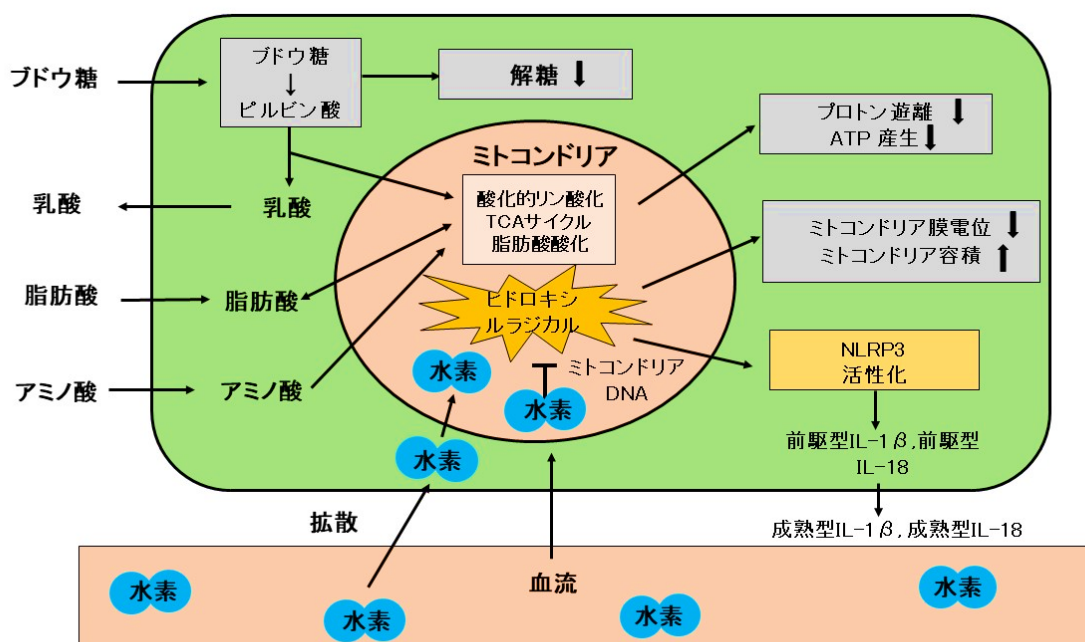 ブドウ糖
ブドウ糖
↓
ピルビン酸
解糖 ⬇
プロトン遊離 ⬇
ATP 産生⬇
ミトコンドリア
乳酸
乳酸
酸化的リン酸化
TCAサイクル
脂肪酸酸化
ミトコンドリア膜電位 ⬇
ミトコンドリア容積 ⬆
脂肪酸
脂肪酸
ヒドロキシ
ルラジカル
アミノ酸
アミノ酸
水素
ミトコンドリア
DNA
水素
NLRP3
活性化
水素
前駆型IL-1β,前駆型
IL-18
拡散
成熟型IL-1β, 成熟型IL-18
血流
水素
水素
水素
水素